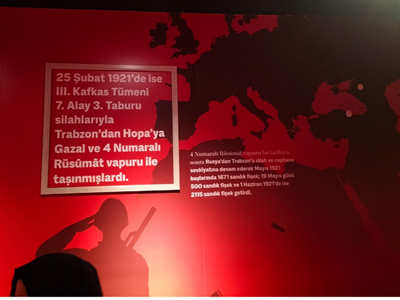 25 Şubat 1921'de ise
III. Kafkas Tümeni
7. Alay 3. Taburu
silahlarıyla
Trabzon'dan Hopa'ya
Gazal ve 4 Numaralı
Rüsûmât vapuru ile
taşınmışlardı.
4 Numaralı Rüsûmât vapuru
Rusya'dan Trabzon'a silah ve cephane
sevkiyatına devam ederek Mayıs 1921
başlarında 1671 sandık fişek; 19 Mayıs günü
500 sandık fişek ve 1 Haziran 1921'de ise
2115 sandık fişek getirdi.